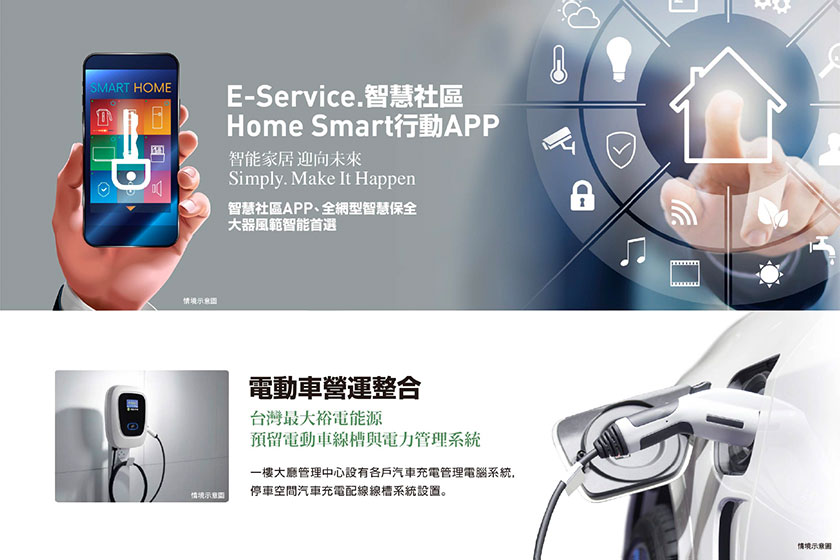 SMART HOME
E-Service.智慧社區
Home Smart行動APP
智能家居 迎向未來
Simply. Make It Happen
智慧社區APP、全網型智慧保全
大器風範智能首選
情境示意圖
電動車營運整合
台灣最大裕電能源
預留電動車線槽與電力管理系統
一樓大廳管理中心設有各戶汽車充電管理電腦系統,
停車空間汽車充電配線線槽系統設置。
情境示意圖
情境示意圖